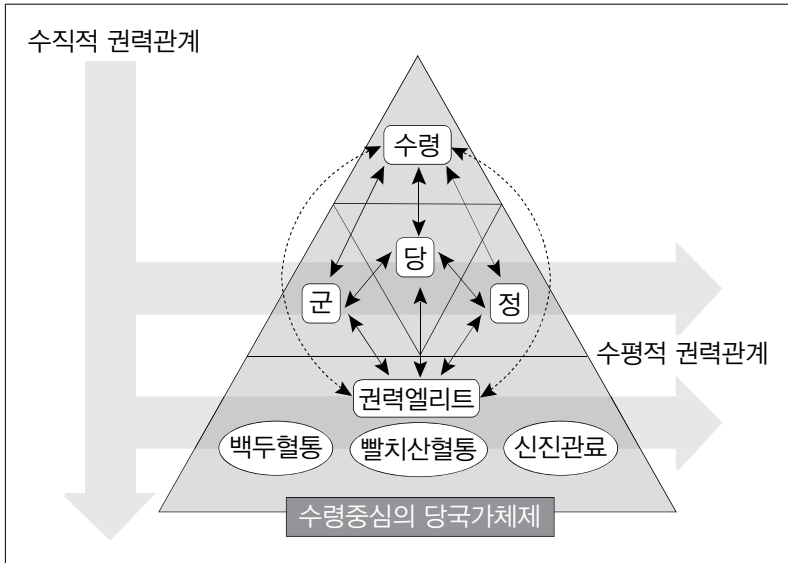 수직적 권력관계
수령
당
군
정
수평적 권력관계
권력엘리트
백두혈통
빨치산혈통
신진관료
수령중심의 당국가체제